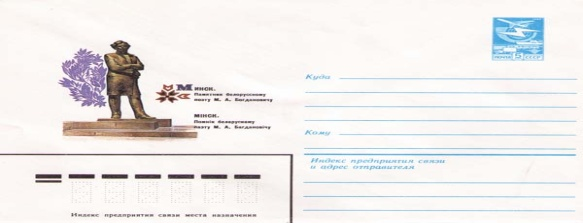 МИНСК.
Памятник белорусскому
поэту М. А. Богдановичу
МІНСК.
Помнік беларускаму
паэту М. А. Багдановічу
ПОЧТА 5 СССР
Куда
Кому
Индекс предприятия связи
и адрес отправителя
Индекс предприятия связи места назначения